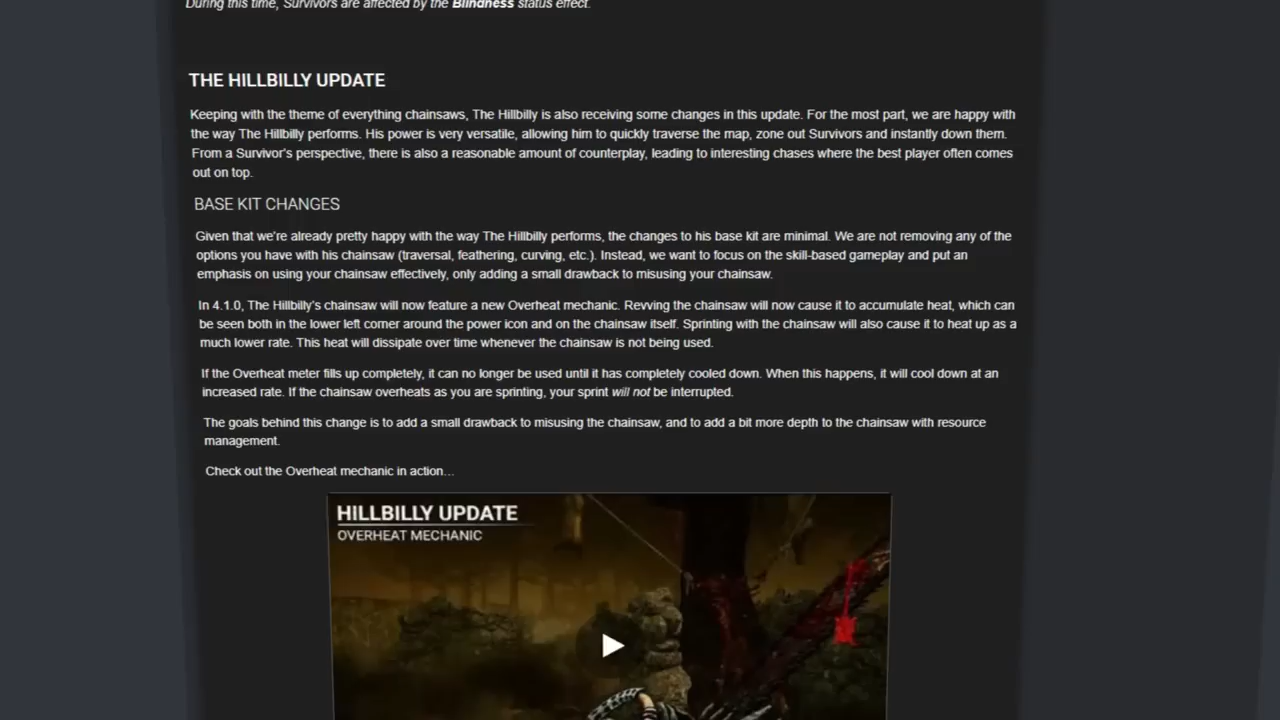 During this time, Survivors are affected by the Blindness status effect.
THE HILLBILLY UPDATE
Keeping with the theme of everything chainsaws, The Hillbilly is also receiving some changes in this update. For the most part, we are happy with
the way The Hillbilly performs. His power is very versatile, allowing him to quickly traverse the map, zone out Survivors and instantly down them.
From a Survivor's perspective, there is also a reasonable amount of counterplay, leading to interesting chases where the best player often comes
out on top.
BASE KIT CHANGES
Given that we're already pretty happy with the way The Hillbilly performs, the changes to his base kit are minimal. We are not removing any of the
options you have with his chainsaw (traversal, feathering, curving, etc.). Instead, we want to focus on the skill-based gameplay and put an
emphasis on using your chainsaw effectively, only adding a small drawback to misusing your chainsaw.
In 4.1.0, The Hillbilly's chainsaw will now feature a new Overheat mechanic. Revving the chainsaw will now cause it to accumulate heat, which can
be seen both in the lower left corner around the power icon and on the chainsaw itself. Sprinting with the chainsaw will also cause it to heat up as a
much lower rate. This heat will dissipate over time whenever the chainsaw is not being used.
If the Overheat meter fills up completely, it can no longer be used until it has completely cooled down. When this happens, it will cool down at an
increased rate. If the chainsaw overheats as you are sprinting, your sprint will not be interrupted.
The goals behind this change is to add a small drawback to misusing the chainsaw, and to add a bit more depth to the chainsaw with resource
management.
Check out the Overheat mechanic in action…
HILLBILLY UPDATE
OVERHEAT MECHANIC